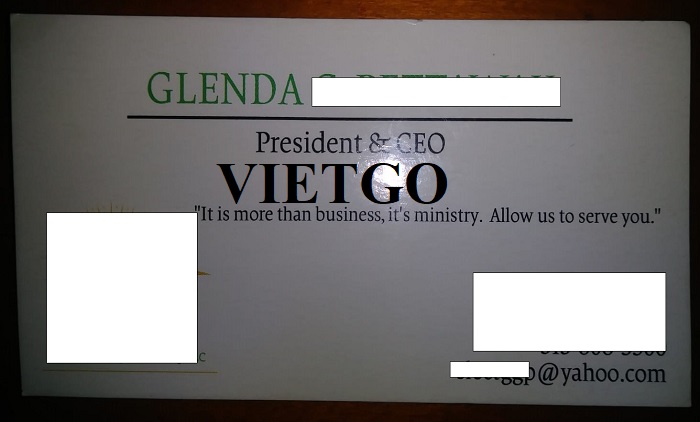 GLENDA
President & CEO
VIETGO
"It is more than business, it's ministry. Allow us to serve you."
@yahoo.com